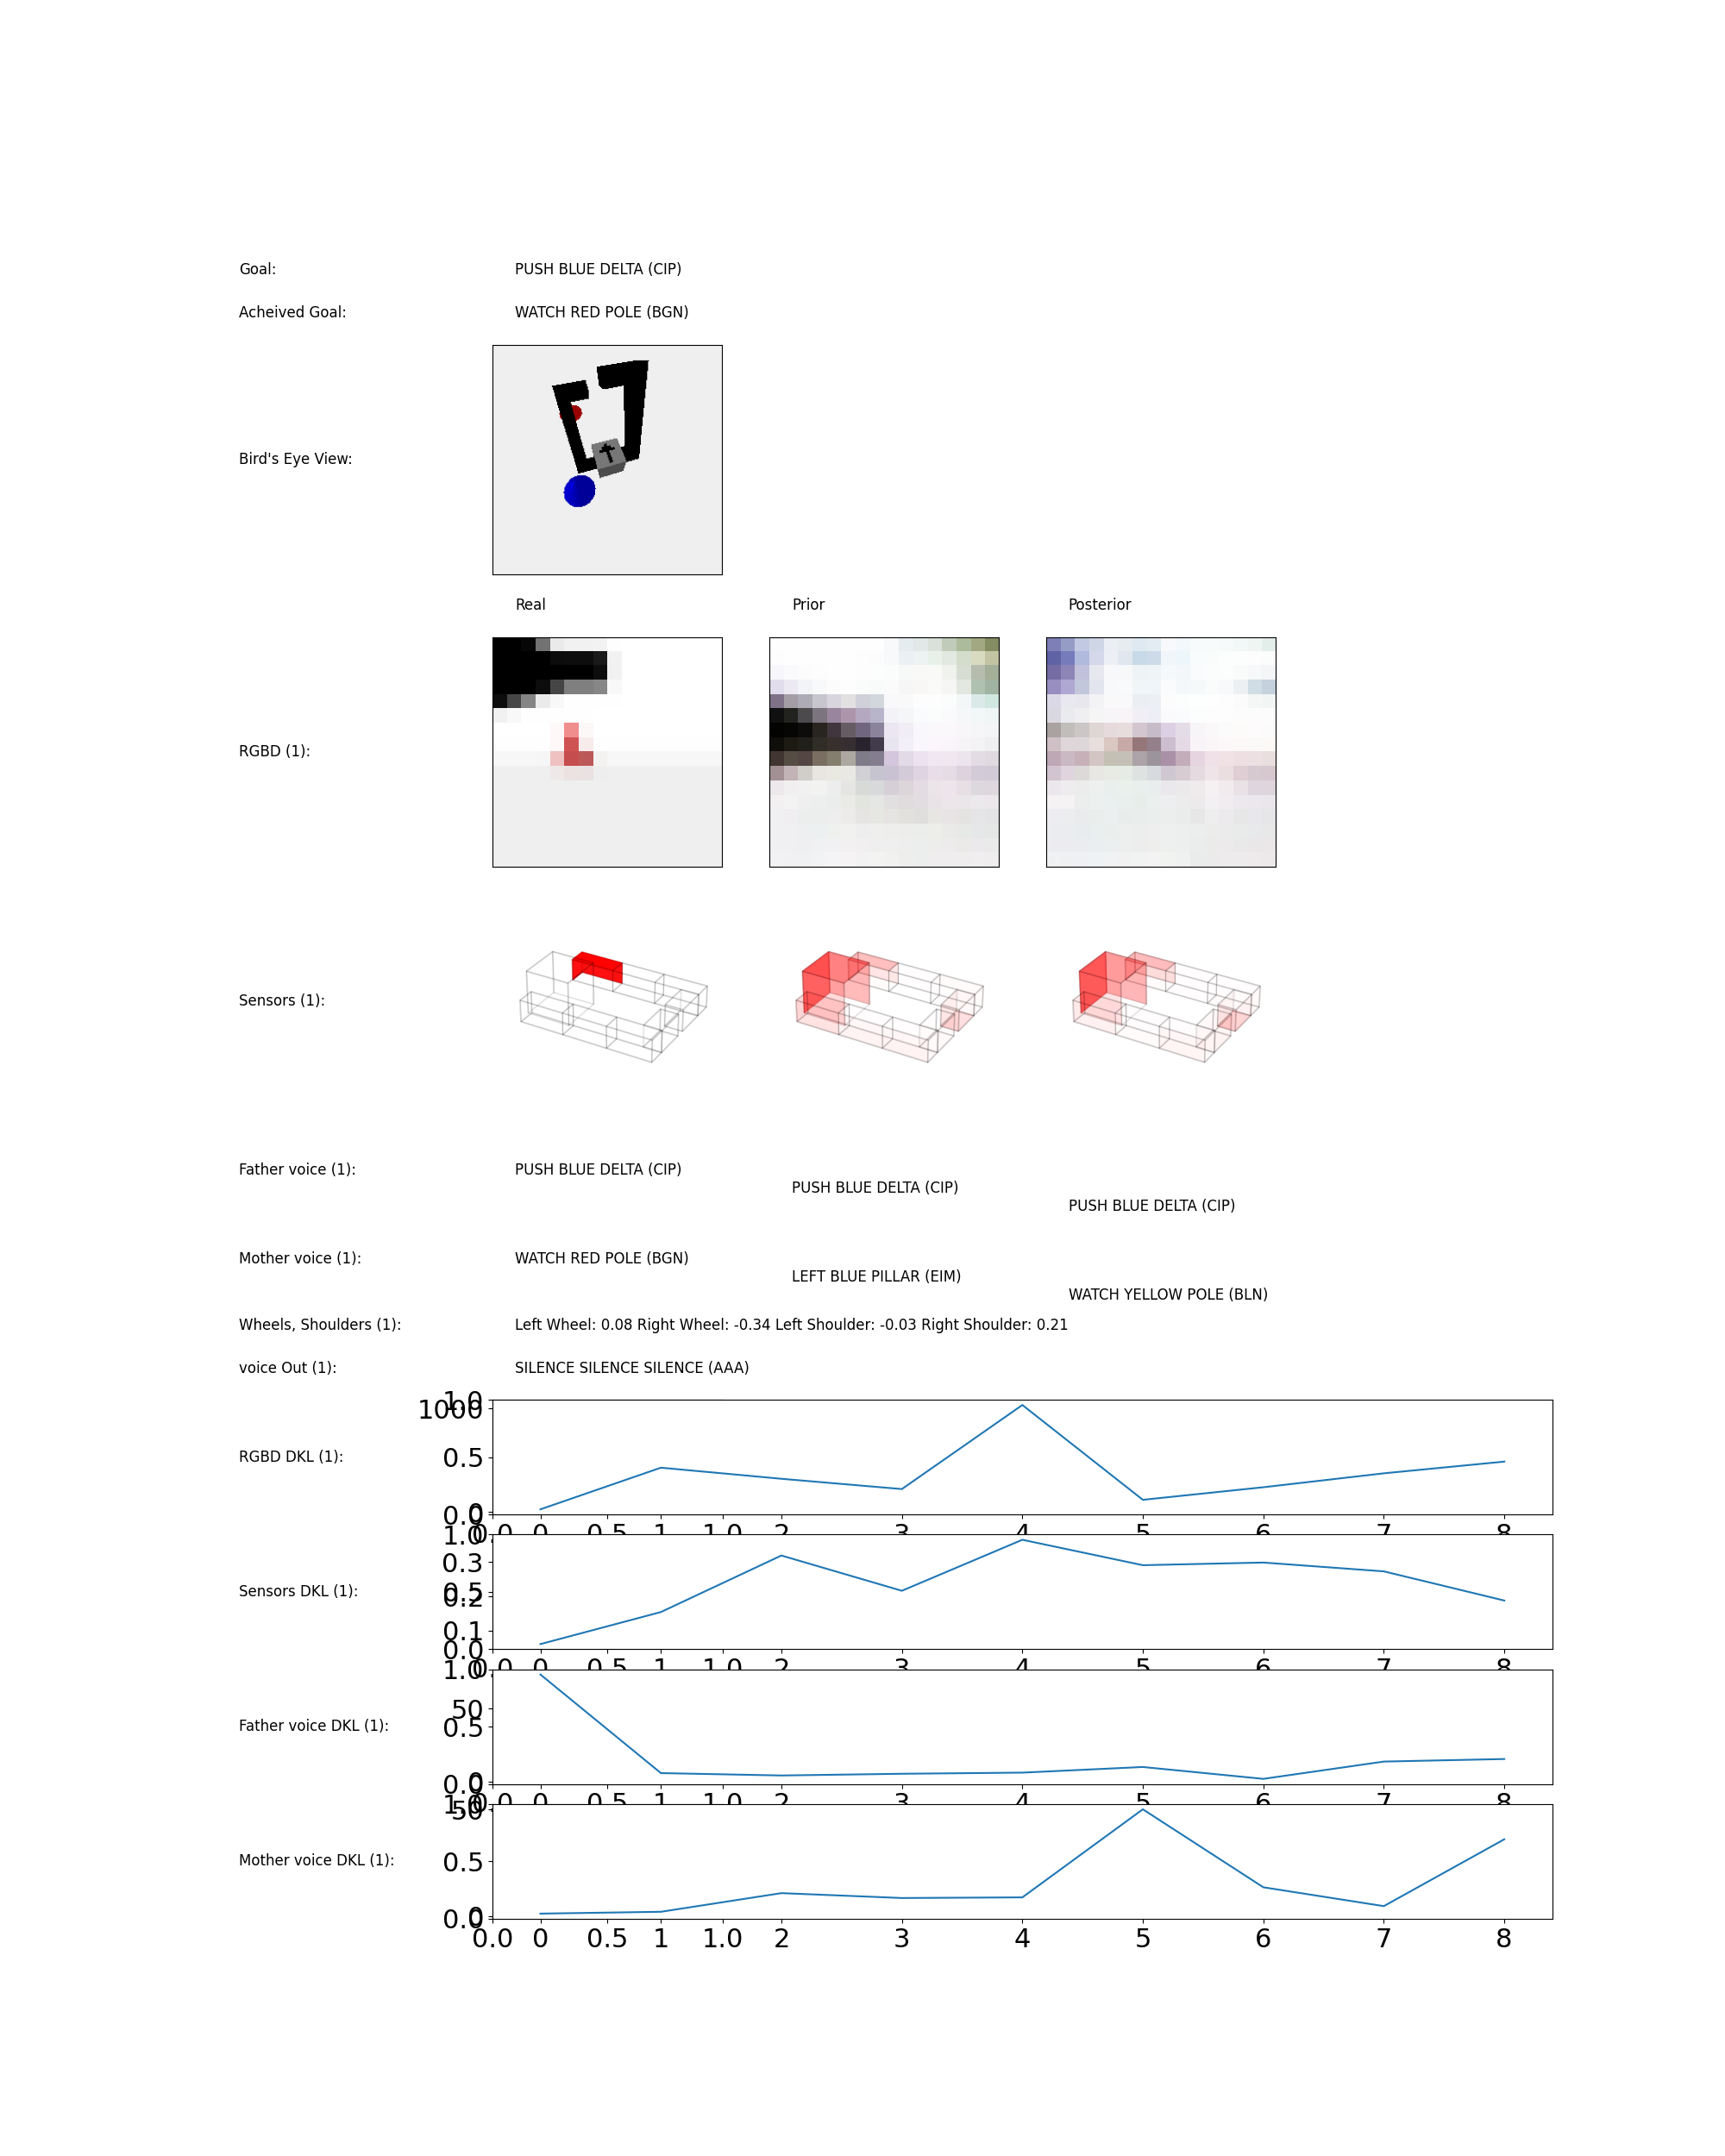 Goal: PUSH BLUE DELTA (CIP)
Acheived Goal: WATCH RED POLE (BGN)
Bird's Eye View:
Real Prior Posterior
RGBD (1):
Sensors (1):
Father voice (1): PUSH BLUE DELTA (CIP)
PUSH BLUE DELTA (CIP)
PUSH BLUE DELTA (CIP)
Mother voice (1): WATCH RED POLE (BGN)
LEFT BLUE PILLAR (EIM)
WATCH YELLOW POLE (BLN)
Wheels, Shoulders (1): Left Wheel: 0.08 Right Wheel: -0.34 Left Shoulder: -0.03 Right Shoulder: 0.21
voice Out (1): SILENCE SILENCE SILENCE (AAA)
1.0
1000
RGBD DKL (1): 0.5
0.0 0
0.0 0 0.5 1 1.0 2 3 4 5 6 7 8
1.0
0.3
Sensors DKL (1): 0.5
0.2
0.1
0.0
0.0 0 0.5 1 1.0 2 3 4 5 6 7 8
1.0
50
Father voice DKL (1): 0.5
0.0 0
0.0 0 0.5 1 1.0 2 3 4 5 6 7 8
1.0
50
Mother voice DKL (1): 0.5
0.0 0
0.0 0 0.5 1 1.0 2 3 4 5 6 7 8